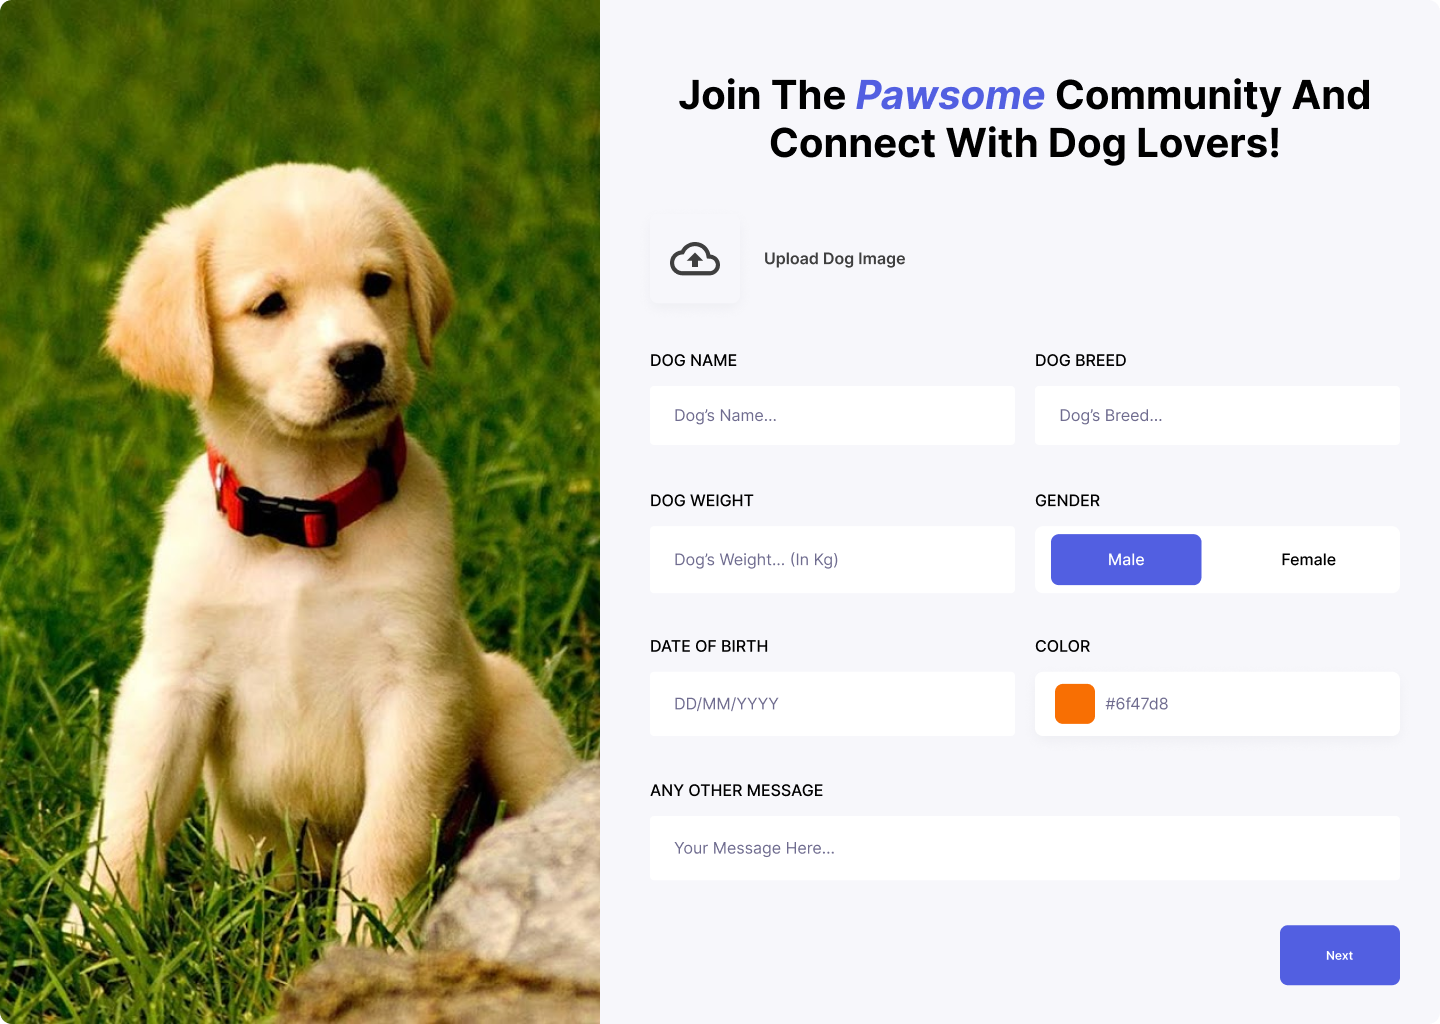 Join The Pawsome Community And
Connect With Dog Lovers!
Upload Dog Image
DOG NAME
Dog’s Name...
DOG BREED
Dog’s Breed...
DOG WEIGHT
Dog’s Weight... (In Kg)
GENDER
Male
Female
DATE OF BIRTH
DD/MM/YYYY
COLOR
#6f47d8
ANY OTHER MESSAGE
Your Message Here...
Next